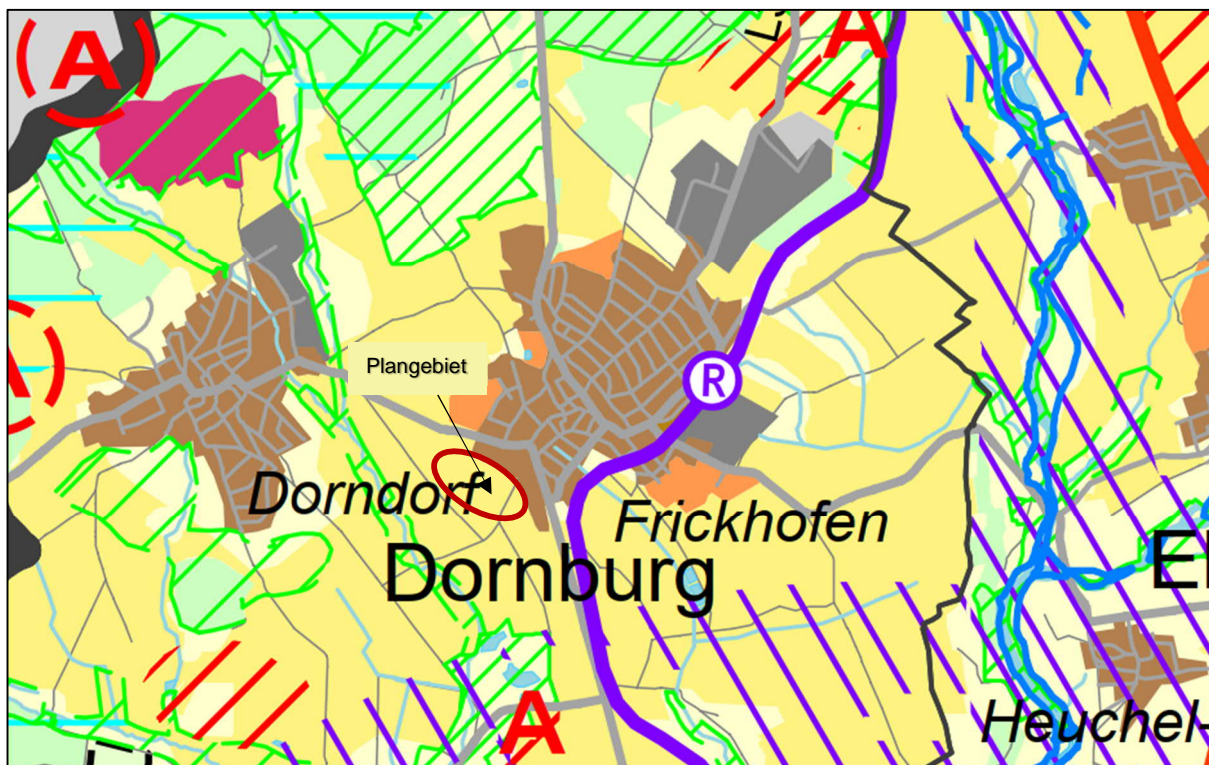 (A)
A
A
Plangebiet
R
Dorndorf
Frickhofen
Dornburg
A
Heuchel-